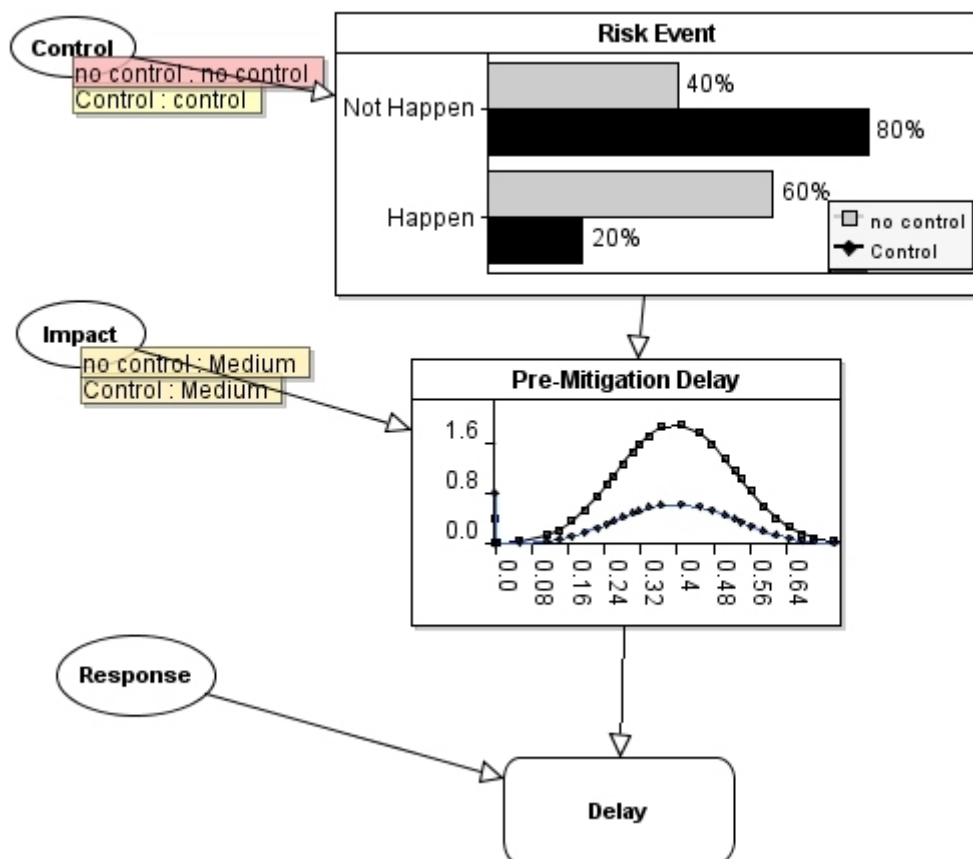 Control
no control : no control
Control : control
Risk Event
Not Happen
40%
80%
Happen
60%
20%
no control
Control
Impact
no control : Medium
Control : Medium
Pre-Mitigation Delay
1.6
0.8
0.0
0.0
0.08
0.16
0.24
0.32
0.4
0.48
0.56
0.64
Response
Delay